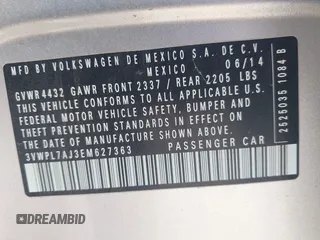 MFD BY VOLKSWAGEN DE MEXICO S.A. DE C.V.
06/14
GVWR 4432 GAWR FRONT 2337 / REAR 2205 LBS
THIS VEHICLE CONFORMS TO ALL APPLICABLE
FEDERAL MOTOR VEHICLE SAFETY, BUMPER AND
THEFT PREVENTION STANDARDS IN EFFECT ON
THE DATE OF MANUFACTURE SHOWN ABOVE.
3VWPL7AJ3EM627363
PASSENGER CAR
2525035 1084 B
© DREAMBID